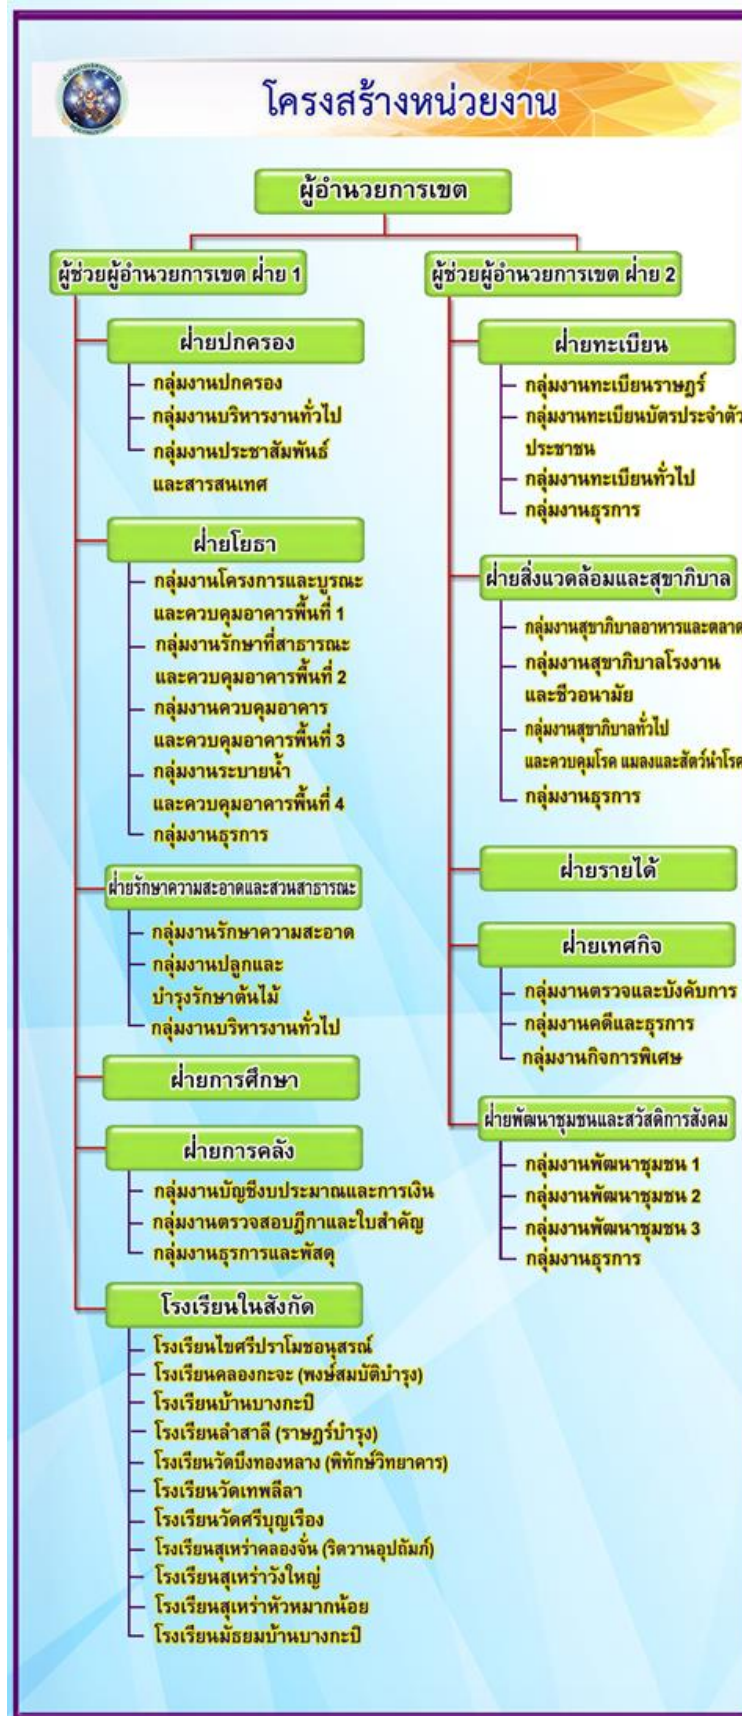 โครงสร้างหน่วยงาน
ผู้อำนวยการเขต
ผู้ช่วยผู้อำนวยการเขต ฝ่าย 1
ฝ่ายปกครอง
กลุ่มงานปกครอง
กลุ่มงานบริหารงานทั่วไป
กลุ่มงานประชาสัมพันธ์
และสารสนเทศ
ฝ่ายโยธา
กลุ่มงานโครงการและบูรณะ
และควบคุมอาคารพื้นที่ 1
กลุ่มงานรักษาที่สาธารณะ
และควบคุมอาคารพื้นที่ 2
กลุ่มงานควบคุมอาคาร
และควบคุมอาคารพื้นที่ 3
กลุ่มงานระบายน้ำ
และควบคุมอาคารพื้นที่ 4
กลุ่มงานธุรการ
ฝ่ายรักษาความสะอาดและสวนสาธารณะ
กลุ่มงานรักษาความสะอาด
กลุ่มงานปลูกและ
บำรุงรักษาต้นไม้
กลุ่มงานบริหารงานทั่วไป
ฝ่ายการศึกษา
ฝ่ายการคลัง
กลุ่มงานบัญชีงบประมาณและการเงิน
กลุ่มงานตรวจสอบฎีกาและใบสำคัญ
กลุ่มงานธุรการและพัสดุ
โรงเรียนในสังกัด
โรงเรียนไขศรีปราโมชอนุสรณ์
โรงเรียนคลองกะจะ (พงษ์สมบัติบำรุง)
โรงเรียนบ้านบางกะปิ
โรงเรียนลำสาลี (ราษฎร์บำรุง)
โรงเรียนวัดบึงทองหลาง (พิทักษ์วิทยาคาร)
โรงเรียนวัดเทพลีลา
โรงเรียนวัดศรีบุญเรือง
โรงเรียนสุเหร่าคลองจั่น (ริดวานอุปถัมภ์)
โรงเรียนสุเหร่าวังใหญ่
โรงเรียนสุเหร่าหัวหมากน้อย
โรงเรียนมัธยมบ้านบางกะปิ
ผู้ช่วยผู้อำนวยการเขต ฝ่าย 2
ฝ่ายทะเบียน
กลุ่มงานทะเบียนราษฎร์
กลุ่มงานทะเบียนบัตรประจำตัว
ประชาชน
กลุ่มงานทะเบียนทั่วไป
กลุ่มงานธุรการ
ฝ่ายสิ่งแวดล้อมและสุขาภิบาล
กลุ่มงานสุขาภิบาลอาหารและตลาด
กลุ่มงานสุขาภิบาลโรงงาน
และชีวอนามัย
กลุ่มงานสุขาภิบาลทั่วไป
และควบคุมโรค แมลงและสัตว์นำโรค
กลุ่มงานธุรการ
ฝ่ายรายได้
ฝ่ายเทศกิจ
กลุ่มงานตรวจและบังคับการ
กลุ่มงานคดีและธุรการ
กลุ่มงานกิจการพิเศษ
ฝ่ายพัฒนาชุมชนและสวัสดิการสังคม
กลุ่มงานพัฒนาชุมชน 1
กลุ่มงานพัฒนาชุมชน 2
กลุ่มงานพัฒนาชุมชน 3
กลุ่มงานธุรการ